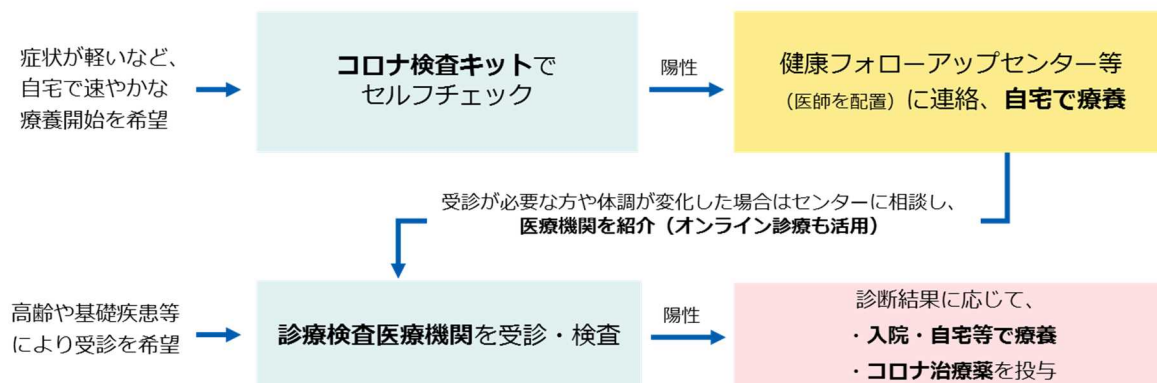 症状が軽いなど、
自宅で速やかな
療養開始を希望
コロナ検査キットで
セルフチェック
陽性
健康フォローアップセンター等
（医師を配置）に連絡、自宅で療養
受診が必要な方や体調が変化した場合はセンターに相談し、
医療機関を紹介（オンライン診療も活用）
高齢や基礎疾患等
により受診を希望
診療検査医療機関を受診・検査
陽性
診断結果に応じて、
・入院・自宅等で療養
・コロナ治療薬を投与